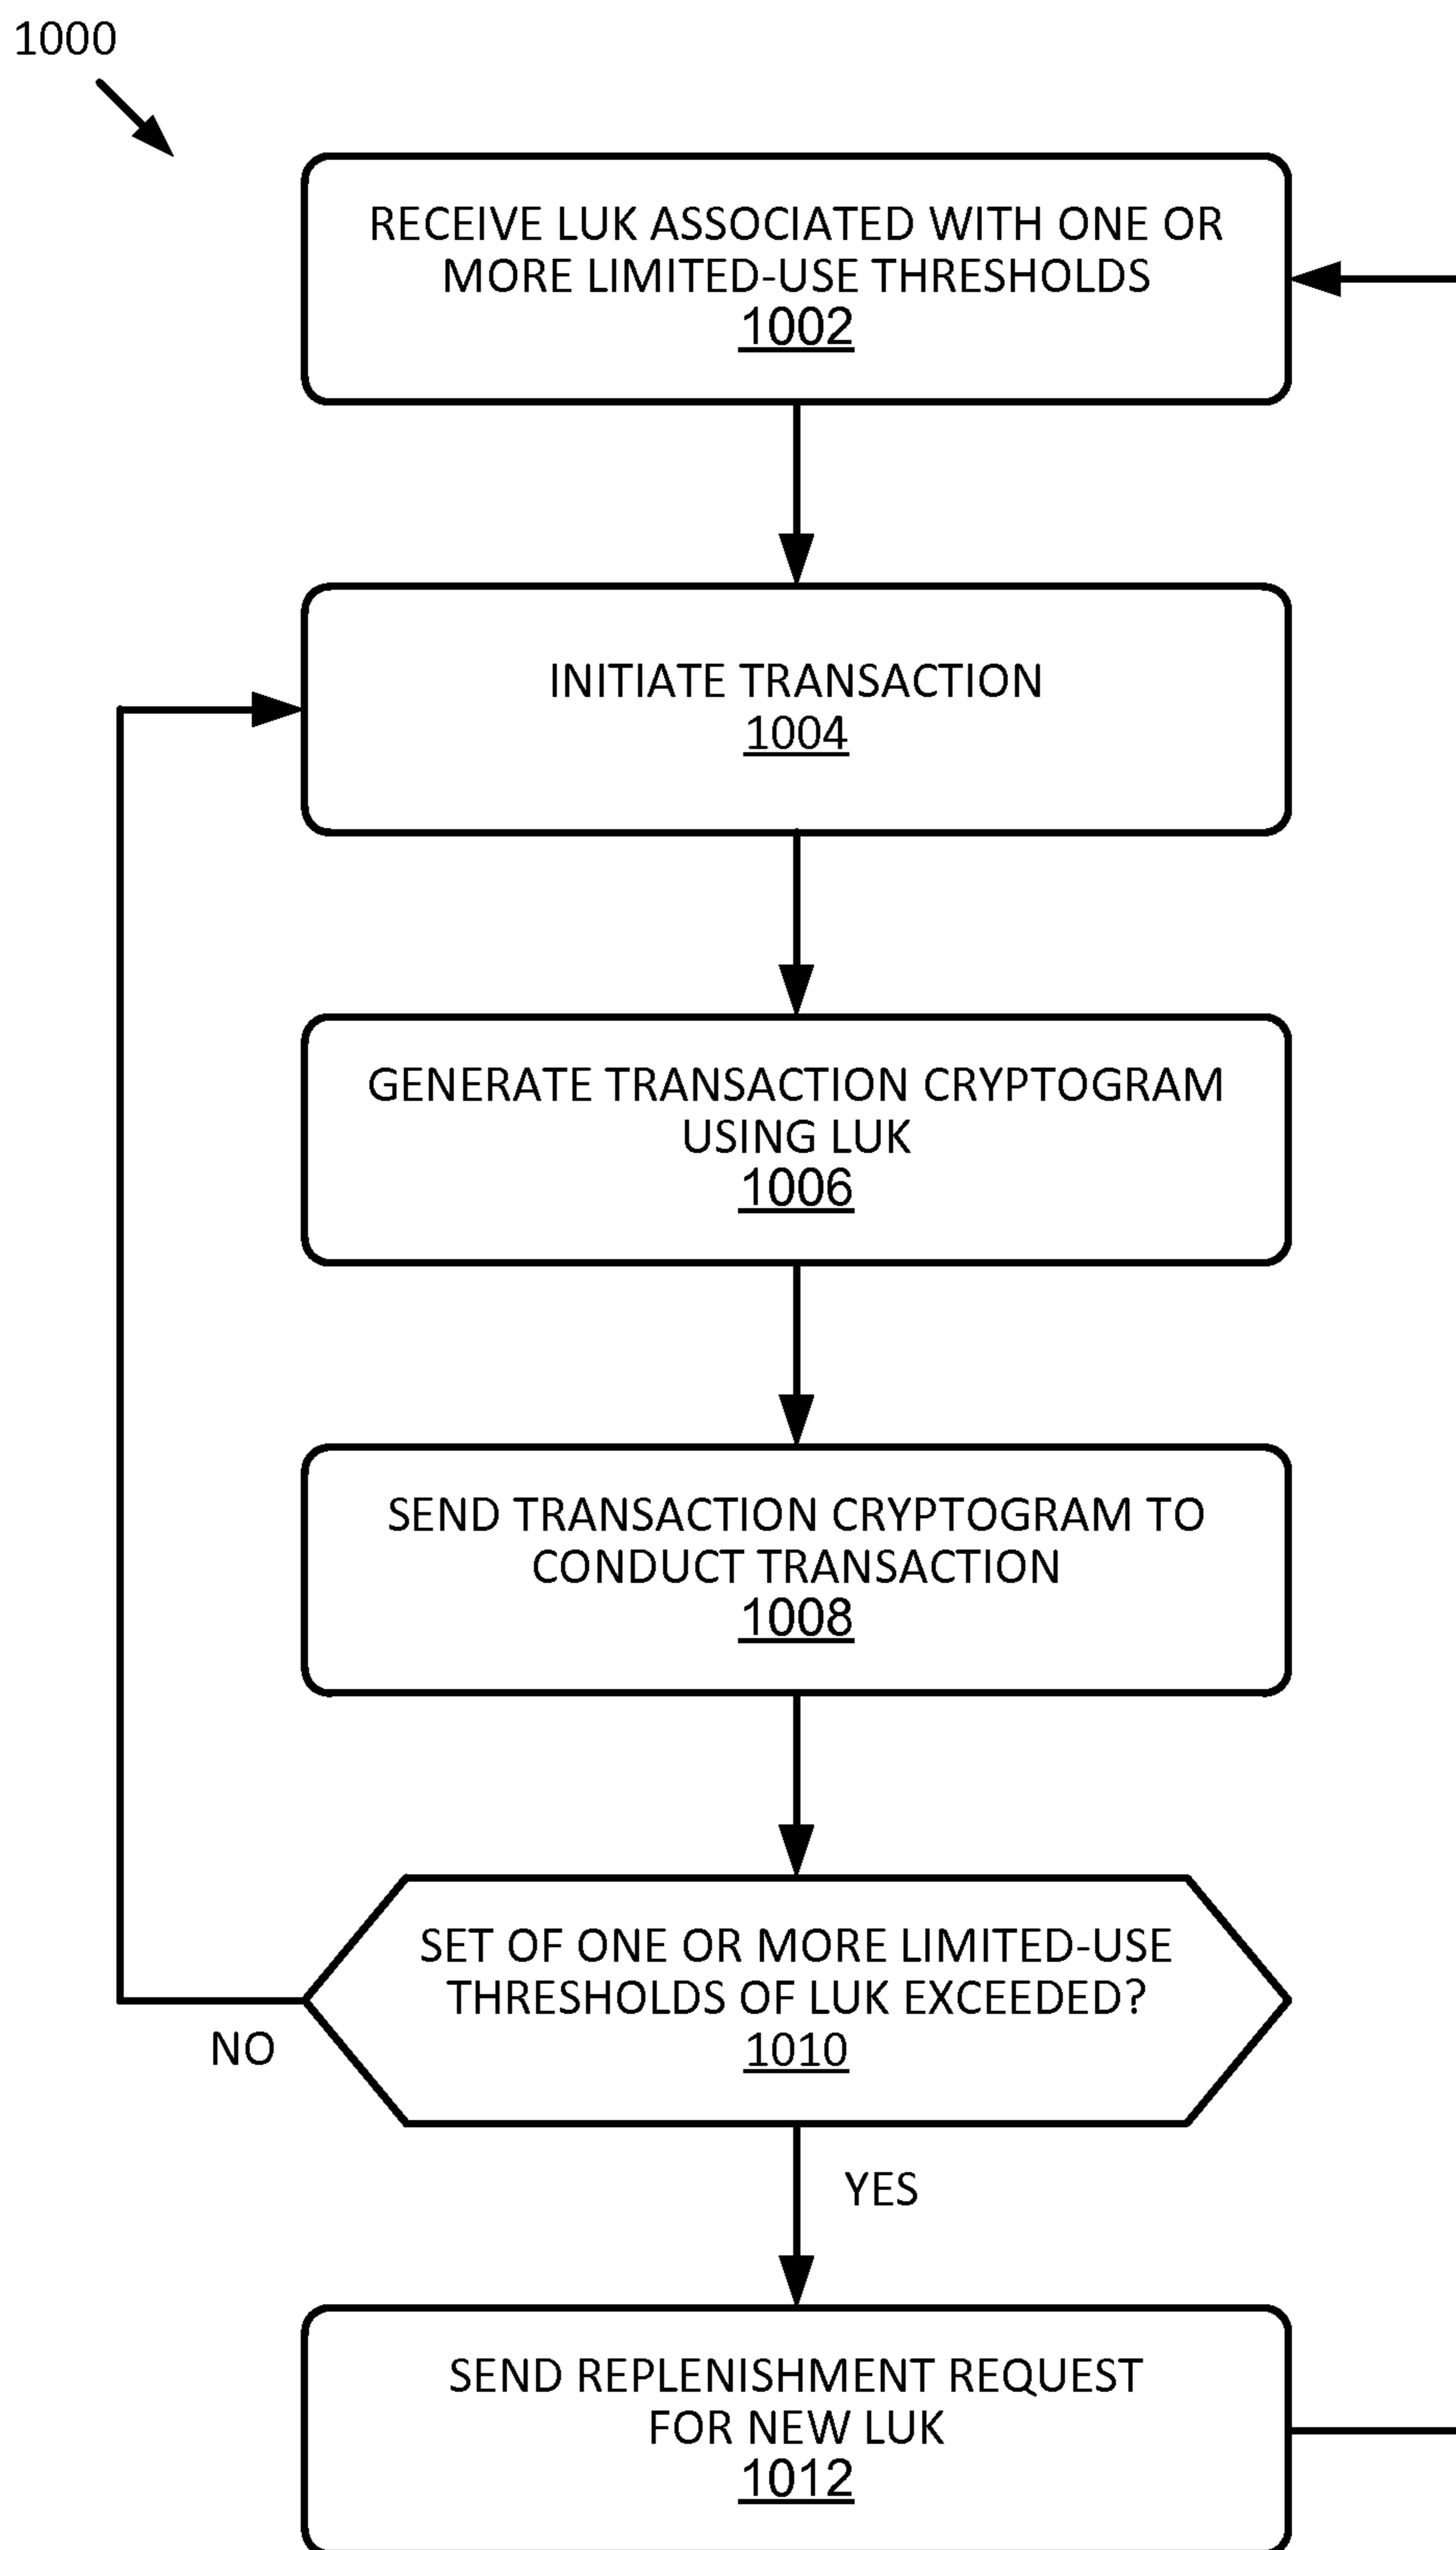 1000
RECEIVE LUK ASSOCIATED WITH ONE OR
MORE LIMITED-USE THRESHOLDS
1002
INITIATE TRANSACTION
1004
GENERATE TRANSACTION CRYPTOGRAM
USING LUK
1006
SEND TRANSACTION CRYPTOGRAM TO
CONDUCT TRANSACTION
1008
SET OF ONE OR MORE LIMITED-USE
THRESHOLDS OF LUK EXCEEDED?
1010
NO
YES
SEND REPLENISHMENT REQUEST
FOR NEW LUK
1012